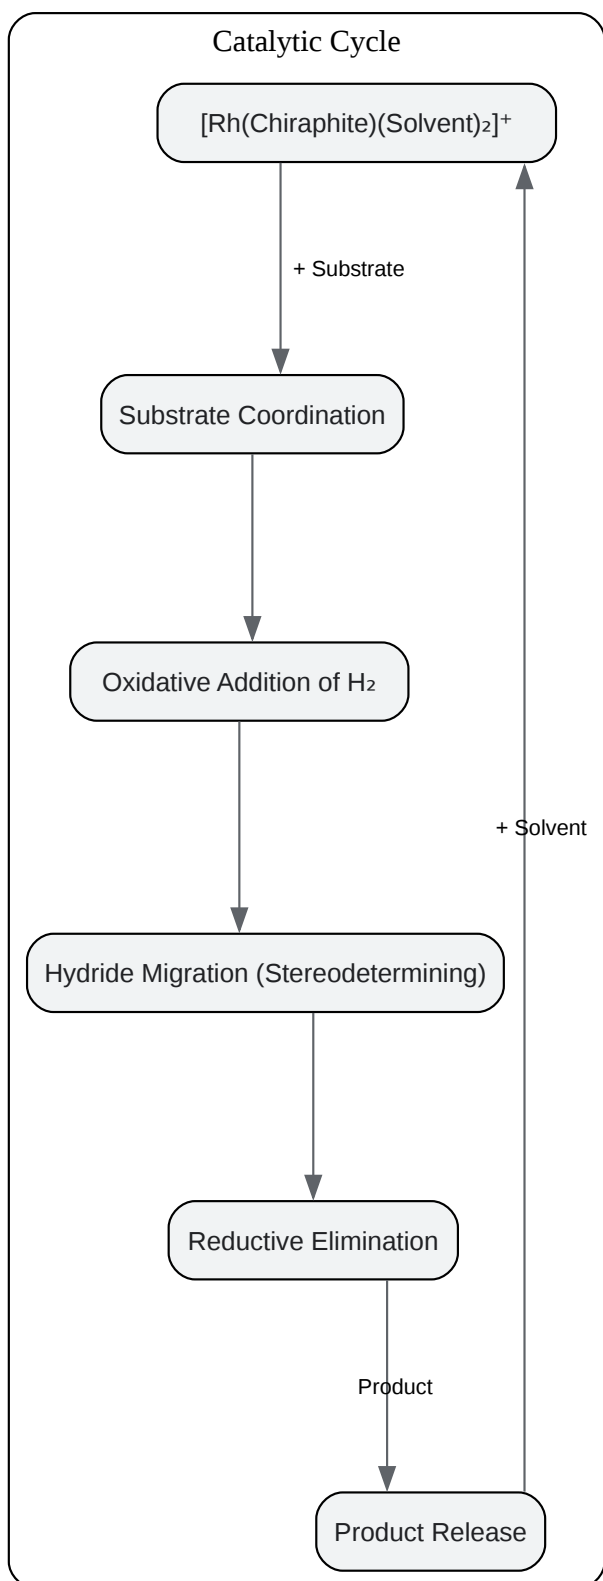 Catalytic Cycle
[Rh(Chiraphite)(Solvent)₂]⁺
+ Substrate
Substrate Coordination
Oxidative Addition of H₂
+ Solvent
Hydride Migration (Stereodetermining)
Reductive Elimination
Product
Product Release